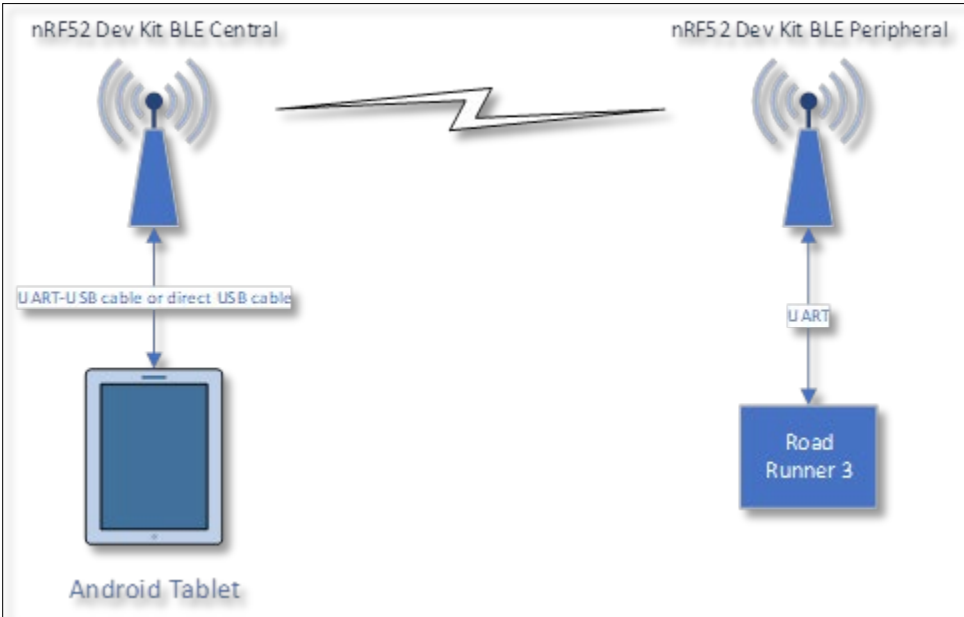 nRF52 Dev Kit BLE Central
nRF52 Dev Kit BLE Peripheral
UART-USB cable or direct USB cable
UART
Road
Runner 3
Android Tablet